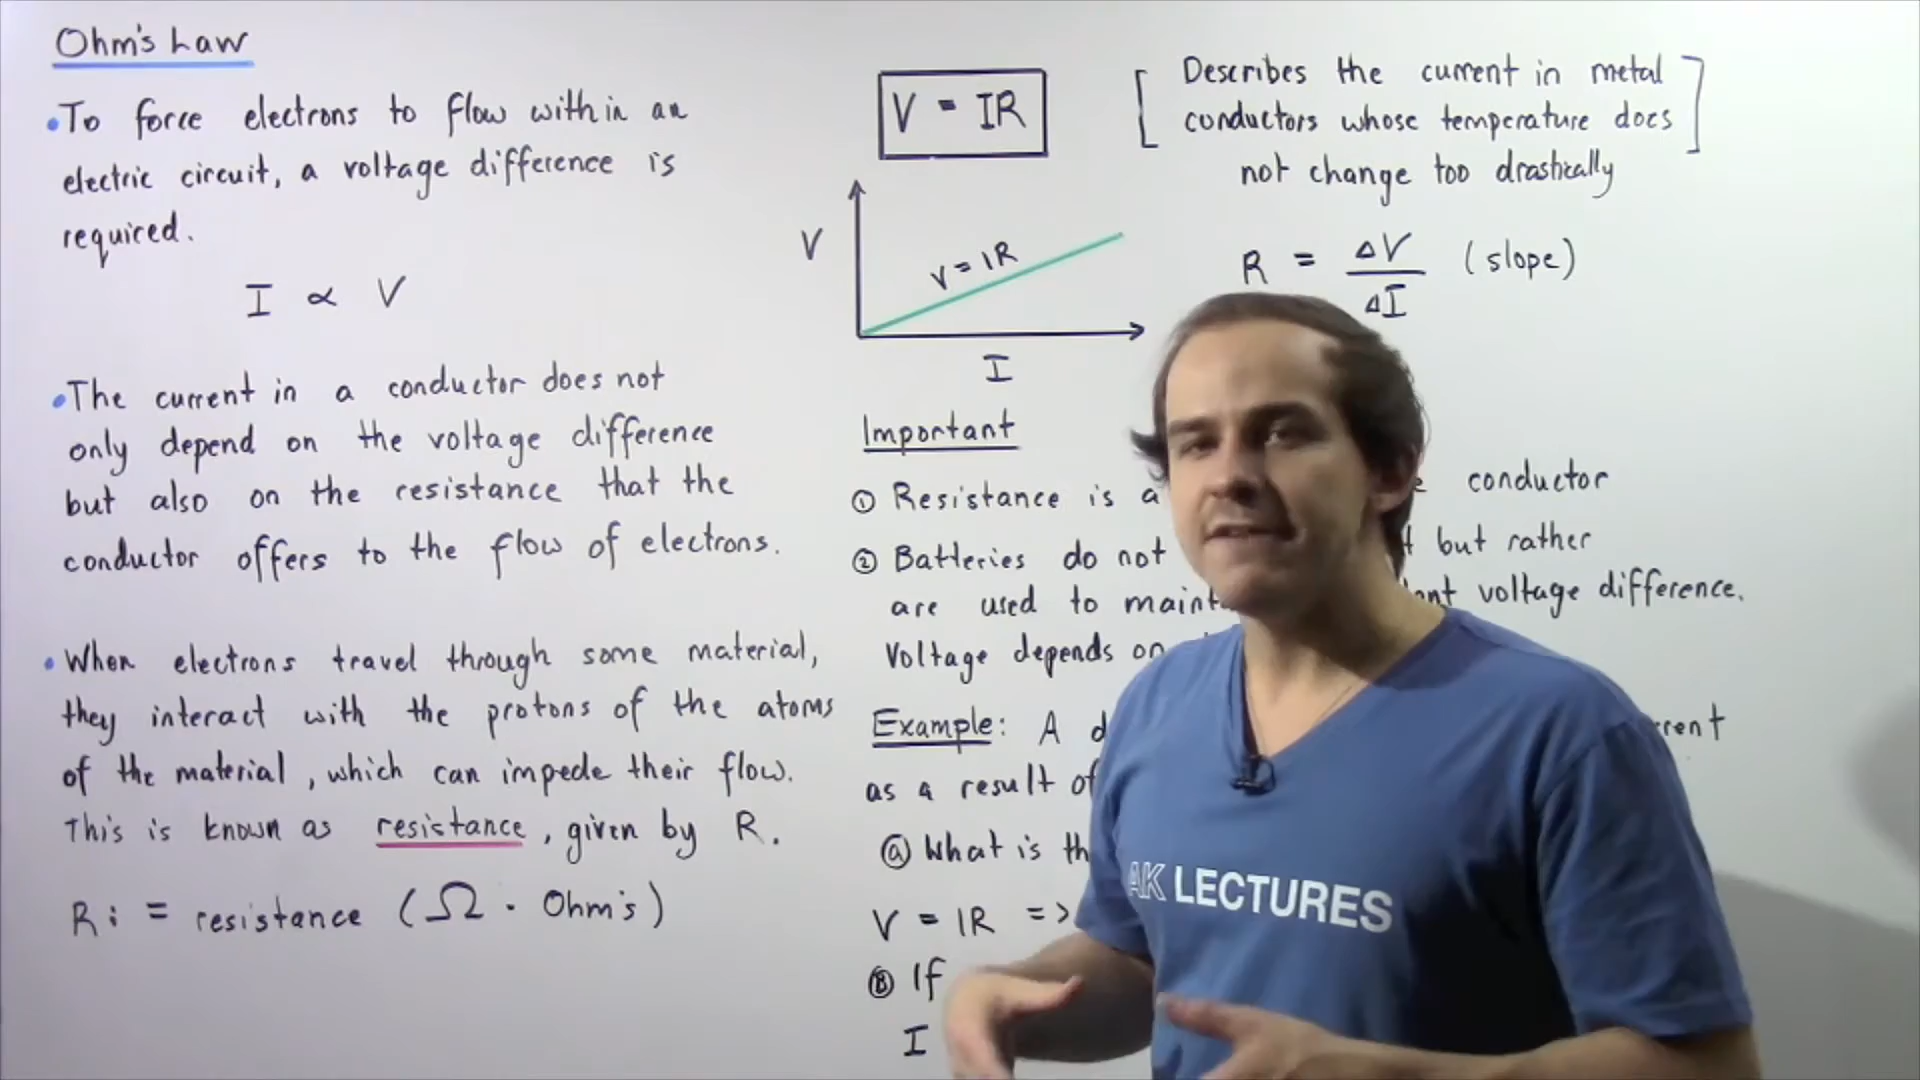 Ohm's Law
•To force electrons to flow within an
electric circuit, a voltage difference is
required.
I ∝ V
•The current in a conductor does not
only depend on the voltage difference
but also on the resistance that the
conductor offers to the flow of electrons.
•When electrons travel through some material,
they interact with the protons of the atoms
of the material, which can impede their flow.
This is known as resistance, given by R.
R: = resistance (Ω - Ohm's)
V = IR
[Describes the current in metal
conductors whose temperature does]
not change too drastically
V
V = IR
I
R = ΔV/ΔI (slope)
Important
① Resistance is a conductor
② Batteries do not but rather
are used to voltage difference.
Voltage depends on
Example: A
as a result of
ⓐ What is
V = IR =>
Ⓑ If
I
AK LECTURES